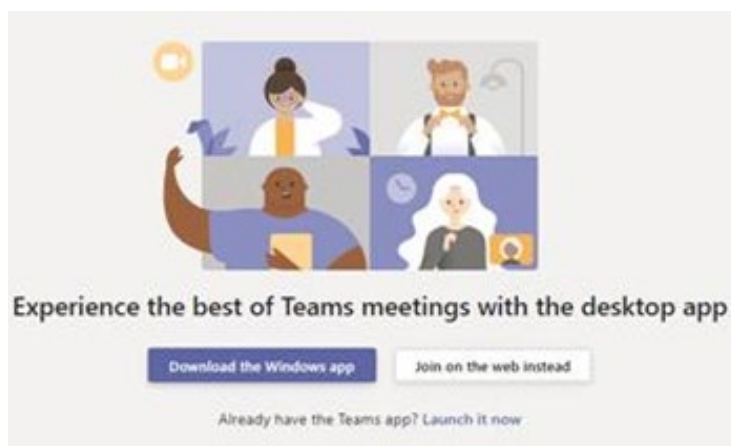 Experience the best of Teams meetings with the desktop app
Download the Windows app
Join on the web instead
Already have the Teams app? Launch it now